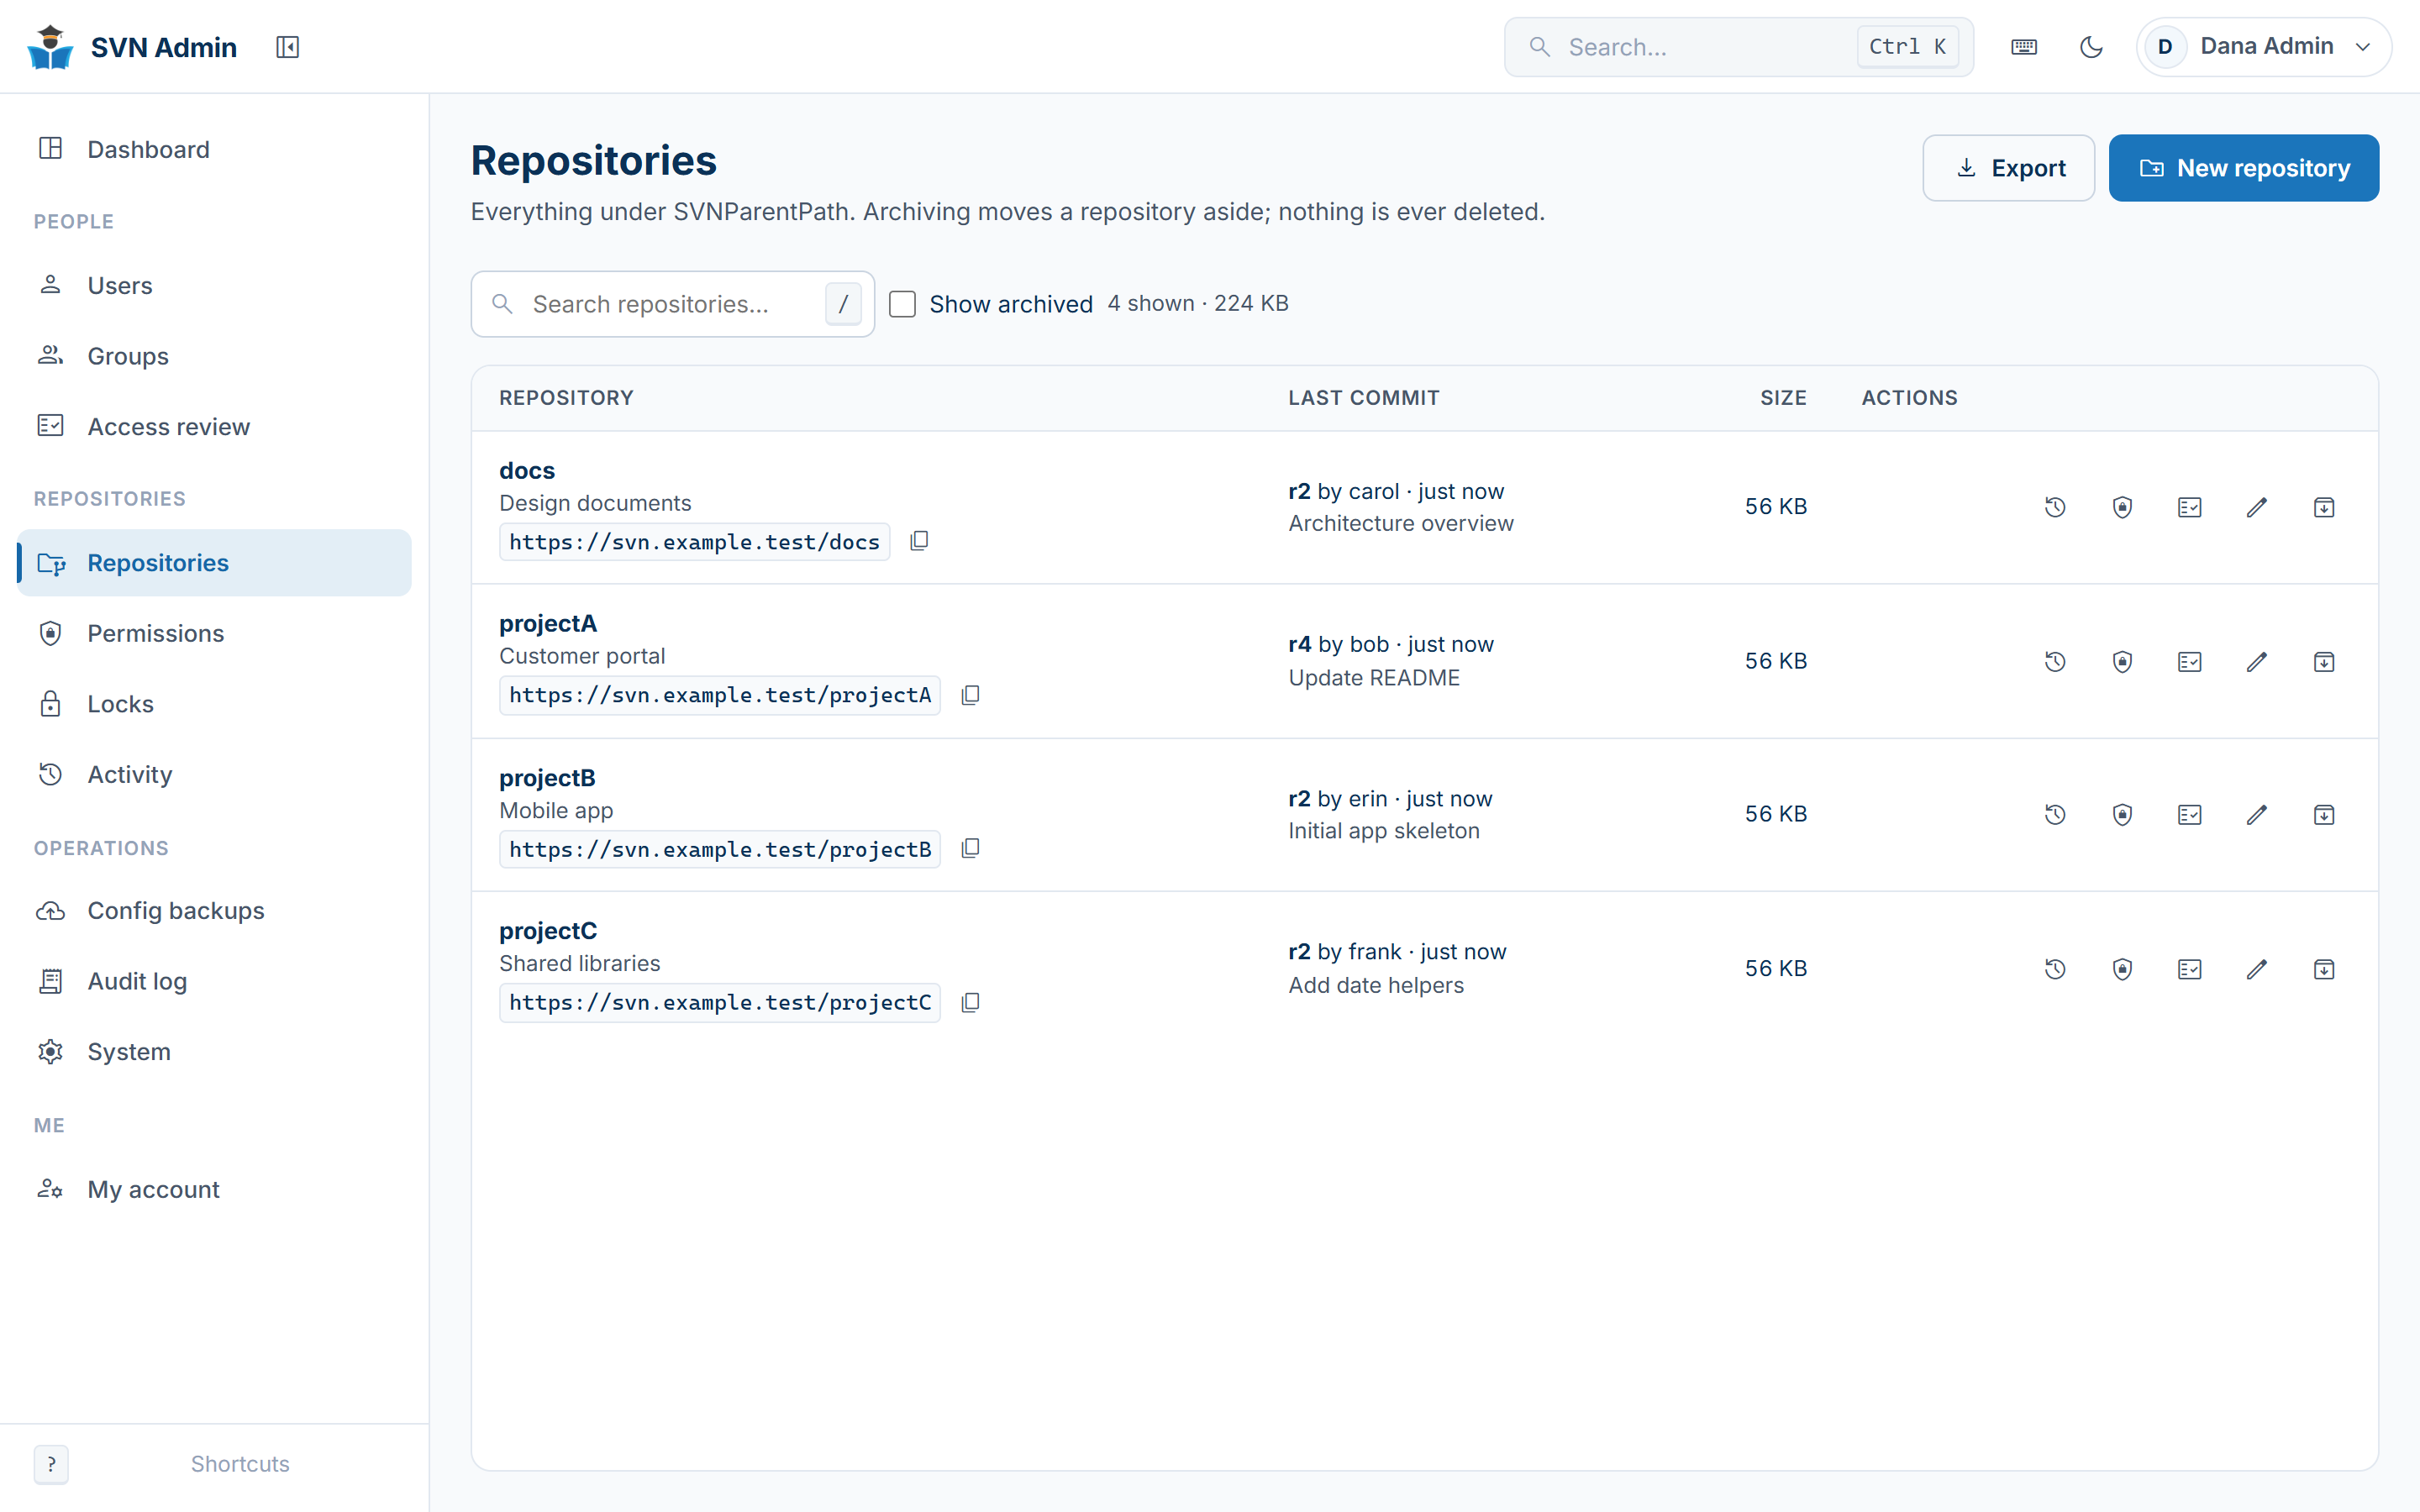 SVN Admin
Search...
Ctrl K
D
Dana Admin
Dashboard
PEOPLE
Users
Groups
Access review
REPOSITORIES
Repositories
Permissions
Locks
Activity
OPERATIONS
Config backups
Audit log
System
ME
My account
?
Shortcuts
Repositories
Everything under SVNParentPath. Archiving moves a repository aside; nothing is ever deleted.
Export
New repository
Search repositories...
/
Show archived
4 shown · 224 KB
REPOSITORY LAST COMMIT SIZE ACTIONS
docs
Design documents
https://svn.example.test/docs
r2 by carol · just now
Architecture overview
56 KB
projectA
Customer portal
https://svn.example.test/projectA
r4 by bob · just now
Update README
56 KB
projectB
Mobile app
https://svn.example.test/projectB
r2 by erin · just now
Initial app skeleton
56 KB
projectC
Shared libraries
https://svn.example.test/projectC
r2 by frank · just now
Add date helpers
56 KB